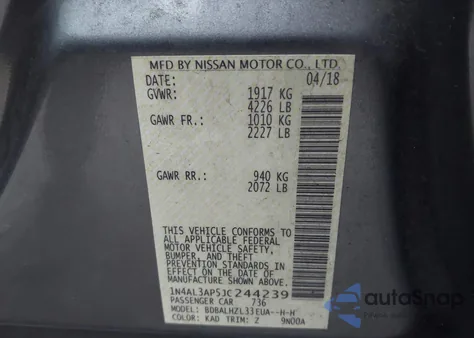 MFD BY NISSAN MOTOR CO., LTD.
DATE: 04/18
GVWR: 1917 KG
4226 LB
GAWR FR.: 1010 KG
2227 LB
GAWR RR.: 940 KG
2072 LB
THIS VEHICLE CONFORMS TO
ALL APPLICABLE FEDERAL
MOTOR VEHICLE SAFETY,
BUMPER, AND THEFT
PREVENTION STANDARDS IN
EFFECT ON THE DATE OF
MANUFACTURE SHOWN ABOVE.
1N4AL3AP5JC244239
PASSENGER CAR 736
MODEL: BDBALHZL33EUA--H-H
COLOR: KAD TRIM: 2 9N00A
autoSnap